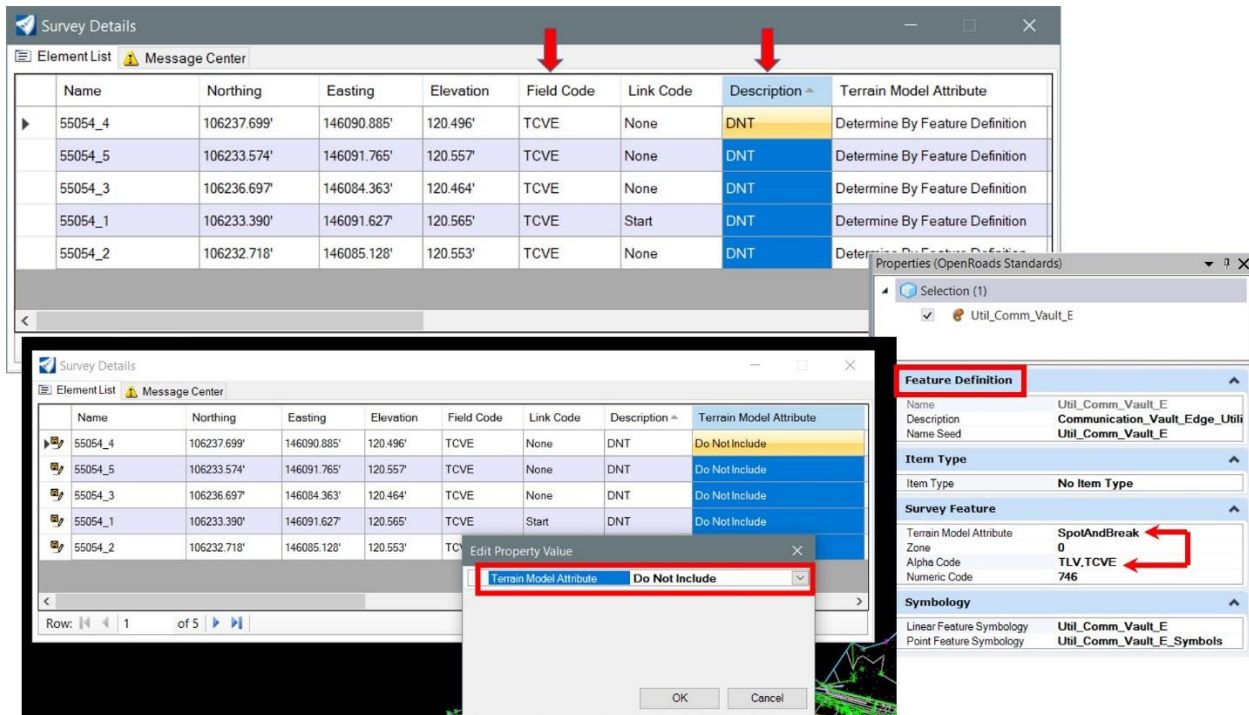 Survey Details
Element List Message Center
Name Northing Easting Elevation Field Code Link Code Description Terrain Model Attribute
55054_4 106237.699' 146090.885' 120.496' TCVE None DNT Determine By Feature Definition
55054_5 106233.574' 146091.765' 120.557' TCVE None DNT Determine By Feature Definition
55054_3 106236.697' 146084.363' 120.464' TCVE None DNT Determine By Feature Definition
55054_1 106233.390' 146091.627' 120.565' TCVE Start DNT Determine By Feature Definition
55054_2 106232.718' 146085.128' 120.553' TCVE None DNT
Properties (OpenRoads Standards)
Selection (1)
Util_Comm_Vault_E
Feature Definition
Name Util_Comm_Vault_E
Description Communication_Vault_Edge_Utili
Name Seed Util_Comm_Vault_E
Item Type
Item Type No Item Type
Survey Feature
Terrain Model Attribute SpotAndBreak
Zone 0
Alpha Code TLV,TCVE
Numeric Code 746
Symbology
Linear Feature Symbology Util_Comm_Vault_E
Point Feature Symbology Util_Comm_Vault_E_Symbols
Survey Details
Element List Message Center
Name Northing Easting Elevation Field Code Link Code Description Terrain Model Attribute
55054_4 106237.699' 146090.885' 120.496' TCVE None DNT Do Not Include
55054_5 106233.574' 146091.765' 120.557' TCVE None DNT Do Not Include
55054_3 106236.697' 146084.363' 120.464' TCVE None DNT Do Not Include
55054_1 106233.390' 146091.627' 120.565' TCVE Start DNT Do Not Include
55054_2 106232.718' 146085.128' 120.553'
Row: 1 of 5
Edit Property Value
Terrain Model Attribute Do Not Include
OK Cancel